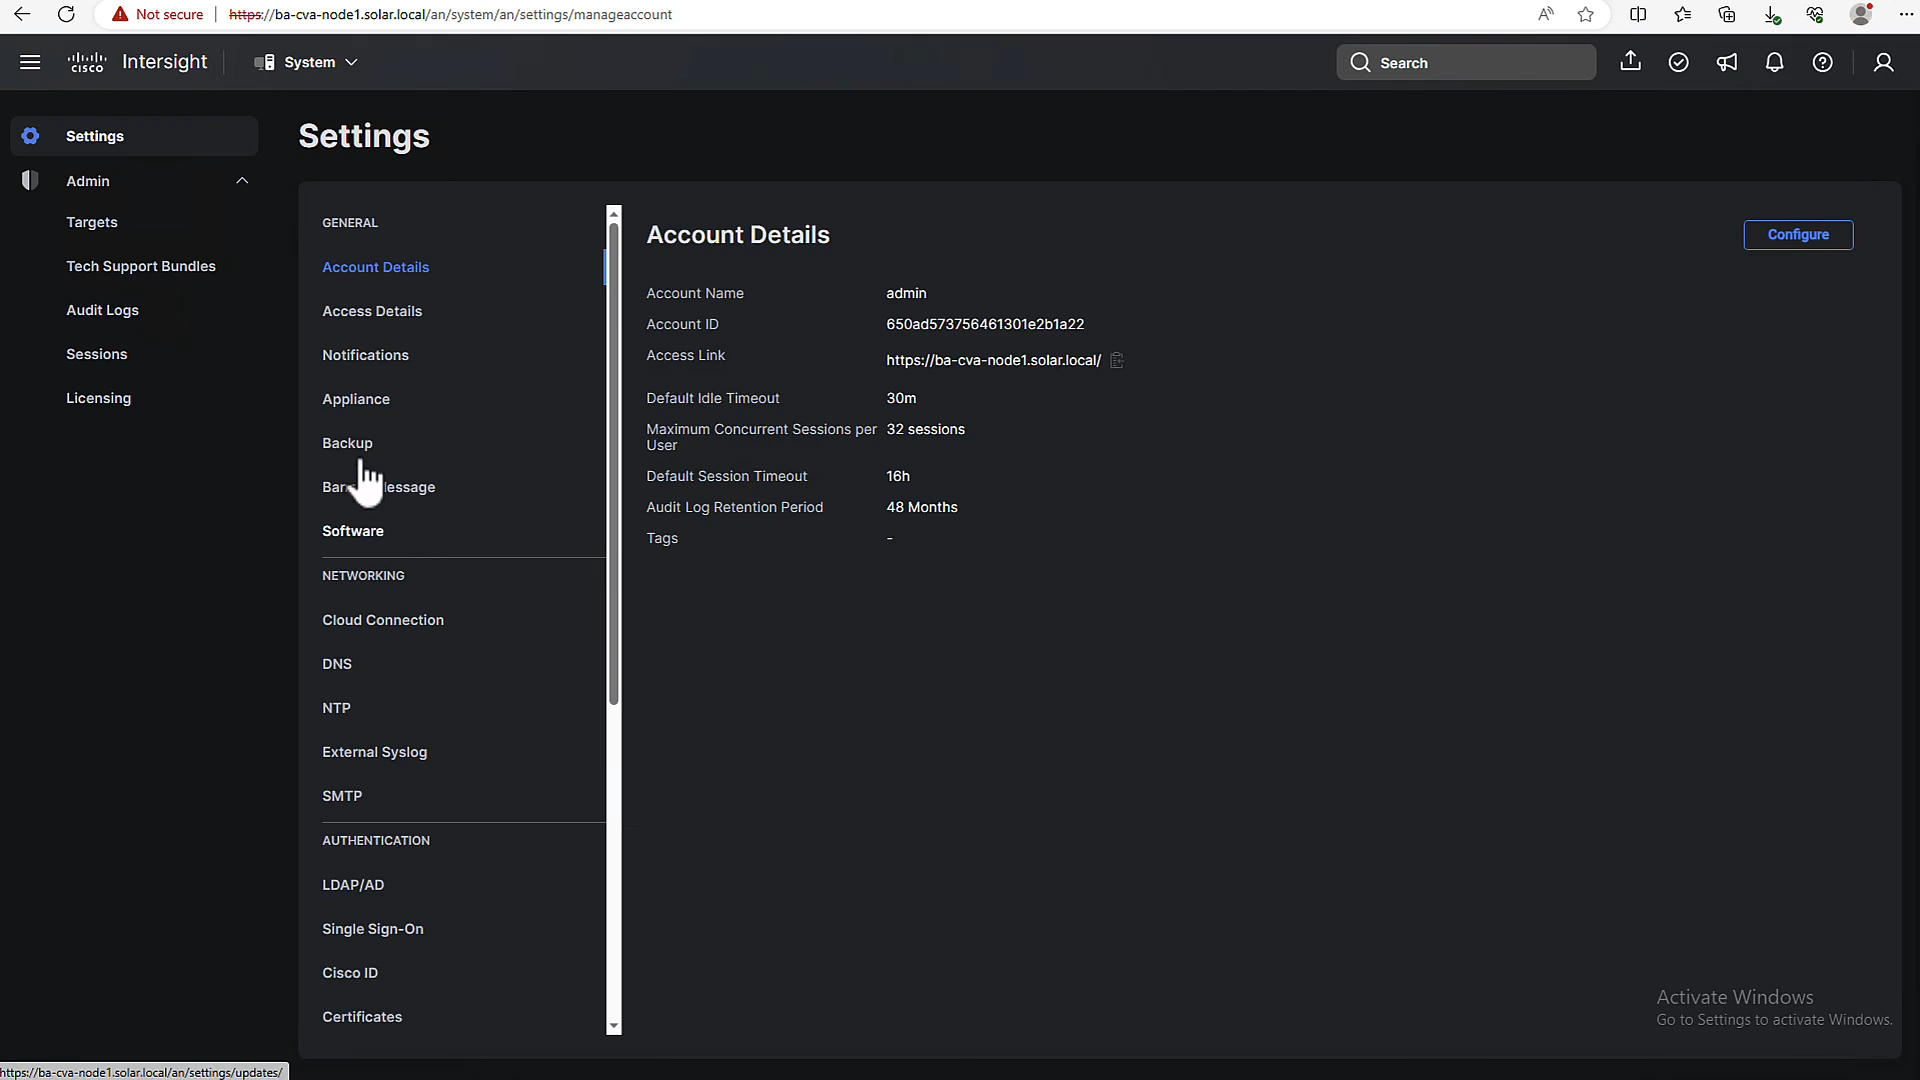 Not secure
https://ba-cva-node1.solar.local/an/system/an/settings/manageaccount
cisco
Intersight
System
Search
Settings
Admin
Targets
Tech Support Bundles
Audit Logs
Sessions
Licensing
Settings
GENERAL
Account Details
Access Details
Notifications
Appliance
Backup
Ban essage
Software
NETWORKING
Cloud Connection
DNS
NTP
External Syslog
SMTP
AUTHENTICATION
LDAP/AD
Single Sign-On
Cisco ID
Certificates
Account Details
Configure
Account Name admin
Account ID 650ad573756461301e2b1a22
Access Link https://ba-cva-node1.solar.local/
Default Idle Timeout 30m
Maximum Concurrent Sessions per 32 sessions
User
Default Session Timeout 16h
Audit Log Retention Period 48 Months
Tags -
Activate Windows
Go to Settings to activate Windows.
https://ba-cva-node1.solar.local/an/settings/updates/